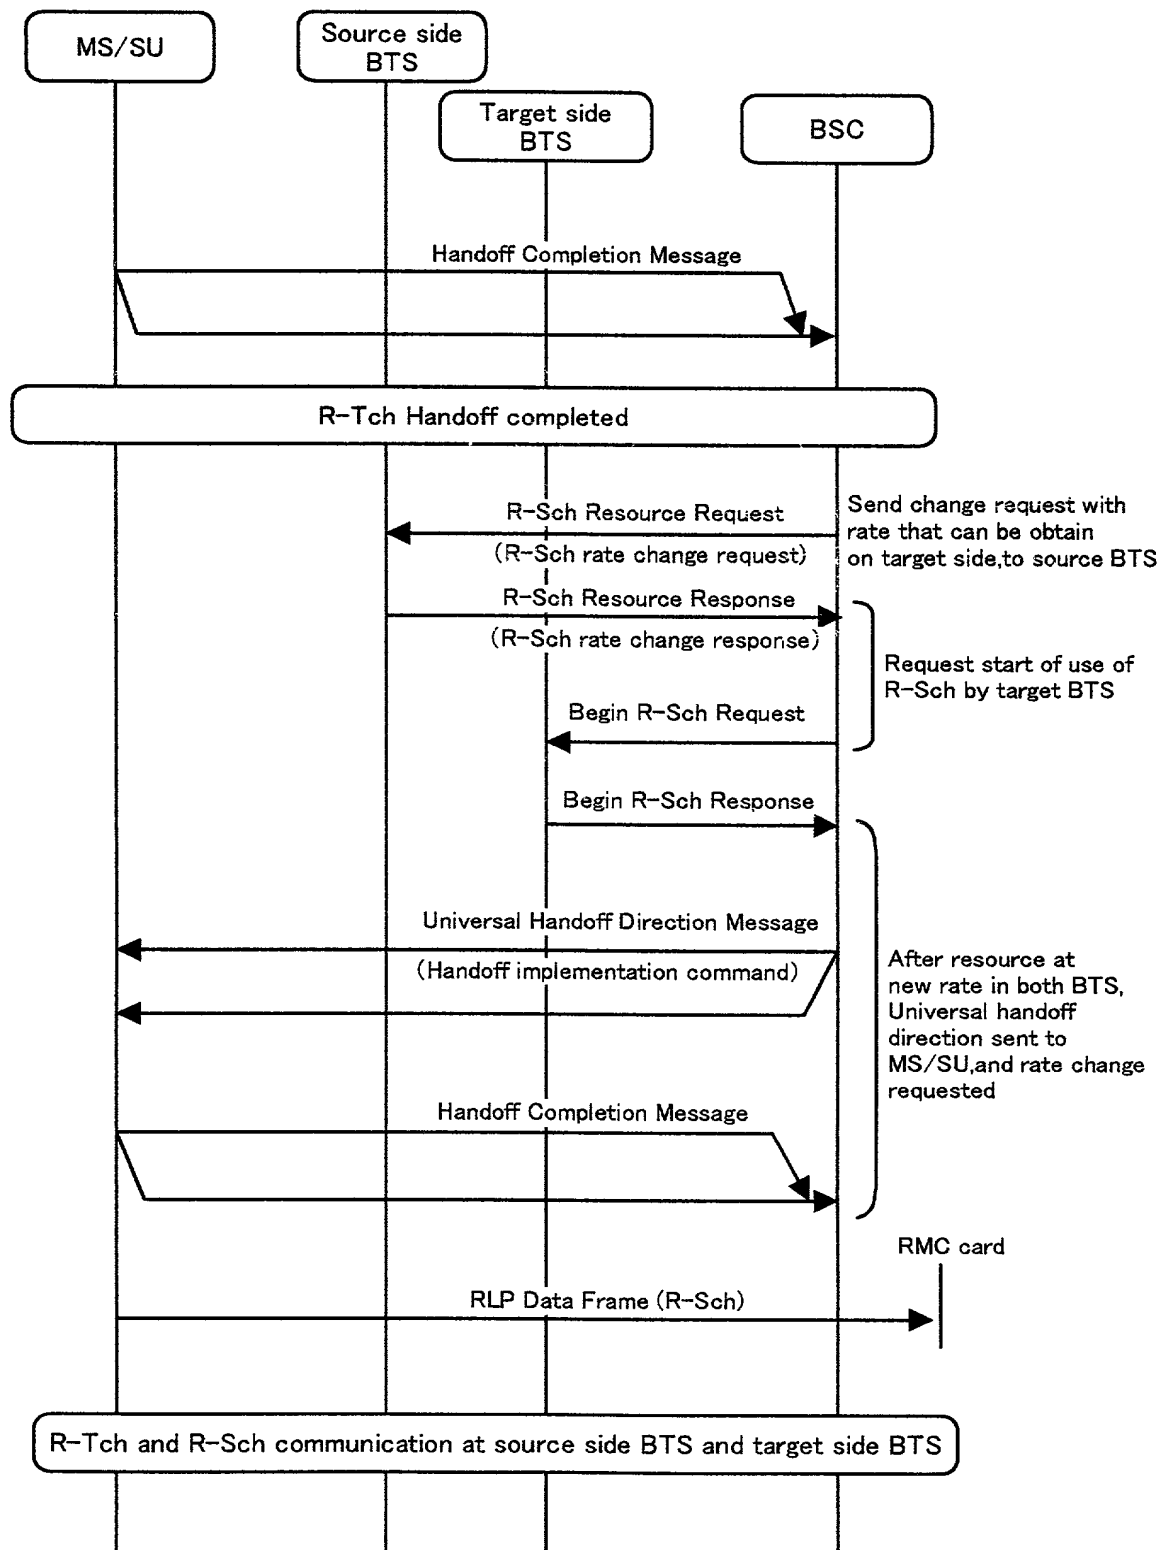 MS/SU
Source side
BTS
Target side
BTS
BSC
Handoff Completion Message
R-Tch Handoff completed
R-Sch Resource Request
(R-Sch rate change request)
Send change request with
rate that can be obtain
on target side,to source BTS
R-Sch Resource Response
(R-Sch rate change response)
Request start of use of
R-Sch by target BTS
Begin R-Sch Request
Begin R-Sch Response
Universal Handoff Direction Message
(Handoff implementation command)
After resource at
new rate in both BTS,
Universal handoff
direction sent to
MS/SU,and rate change
requested
Handoff Completion Message
RMC card
RLP Data Frame (R-Sch)
R-Tch and R-Sch communication at source side BTS and target side BTS